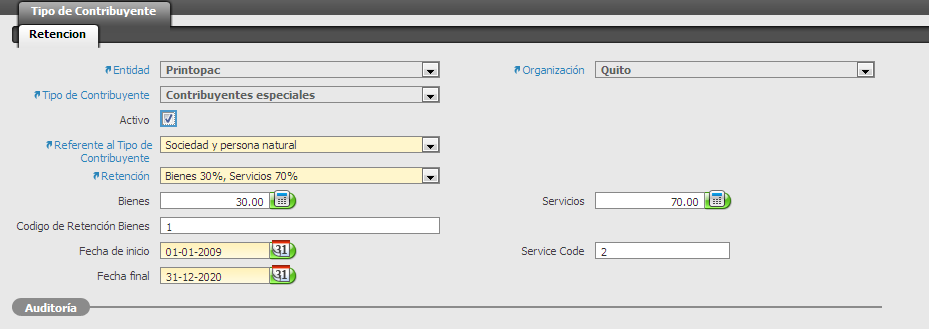 Tipo de Contribuyente
Retencion
Entidad Printopac Organización Quito
Tipo de Contribuyente Contribuyentes especiales
Activo
Referente al Tipo de Contribuyente Sociedad y persona natural
Retención Bienes 30%, Servicios 70%
Bienes 30.00 Servicios 70.00
Codigo de Retención Bienes 1
Fecha de inicio 01-01-2009 31 Service Code 2
Fecha final 31-12-2020 31
Auditoría